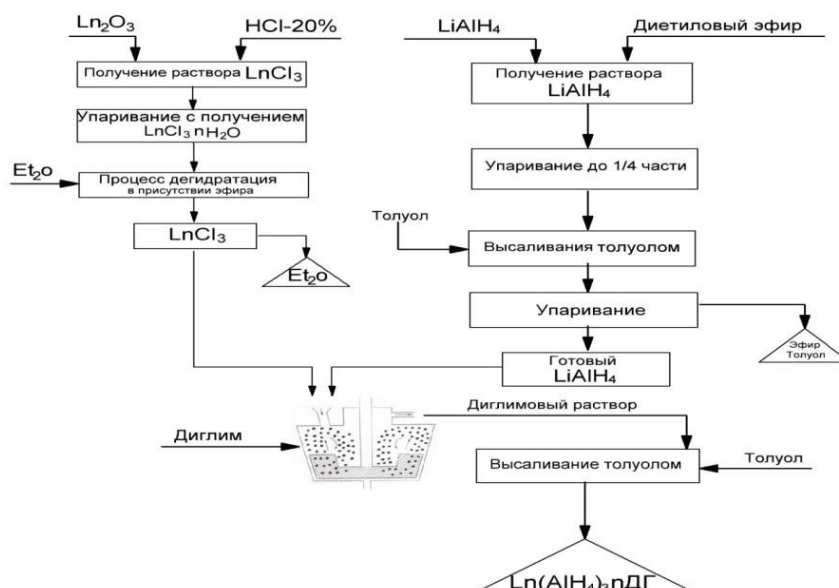 Ln₂O₃
HCl-20%
Получение раствора LnCl₃
Упаривание с получением
LnCl₃ nH₂O
Et₂o
Процесс дегидратация
в присутствии эфира
LnCl₃
Et₂o
LiAlH₄
Диетиловый эфир
Получение раствора
LiAlH₄
Упаривание до 1/4 части
Толуол
Высаливания толуолом
Упаривание
Эфир
Толуол
Готовый
LiAlH₄
Диглим
Диглимовый раствор
Высаливание толуолом
Толуол
Ln(AlH₄)₃nДГ